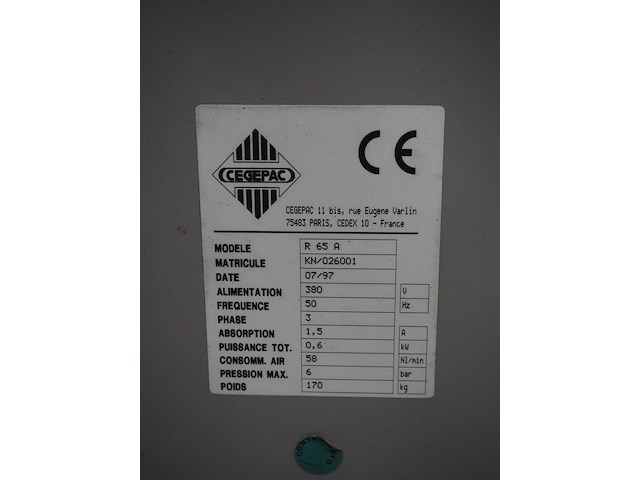 CEGEPAC
CE
CEGEPAC 11 bis, rue Eugene Varlin
75483 PARIS, CEDEX 10 - France
MODELE R 65 A
MATRICULE KN/026001
DATE 07/97
ALIMENTATION 380 V
FREQUENCE 50 Hz
PHASE 3
ABSORPTION 1,5 A
PUISSANCE TOT. 0,6 kW
CONSOMM. AIR 58 Nl/min
PRESSION MAX. 6 bar
POIDS 170 kg